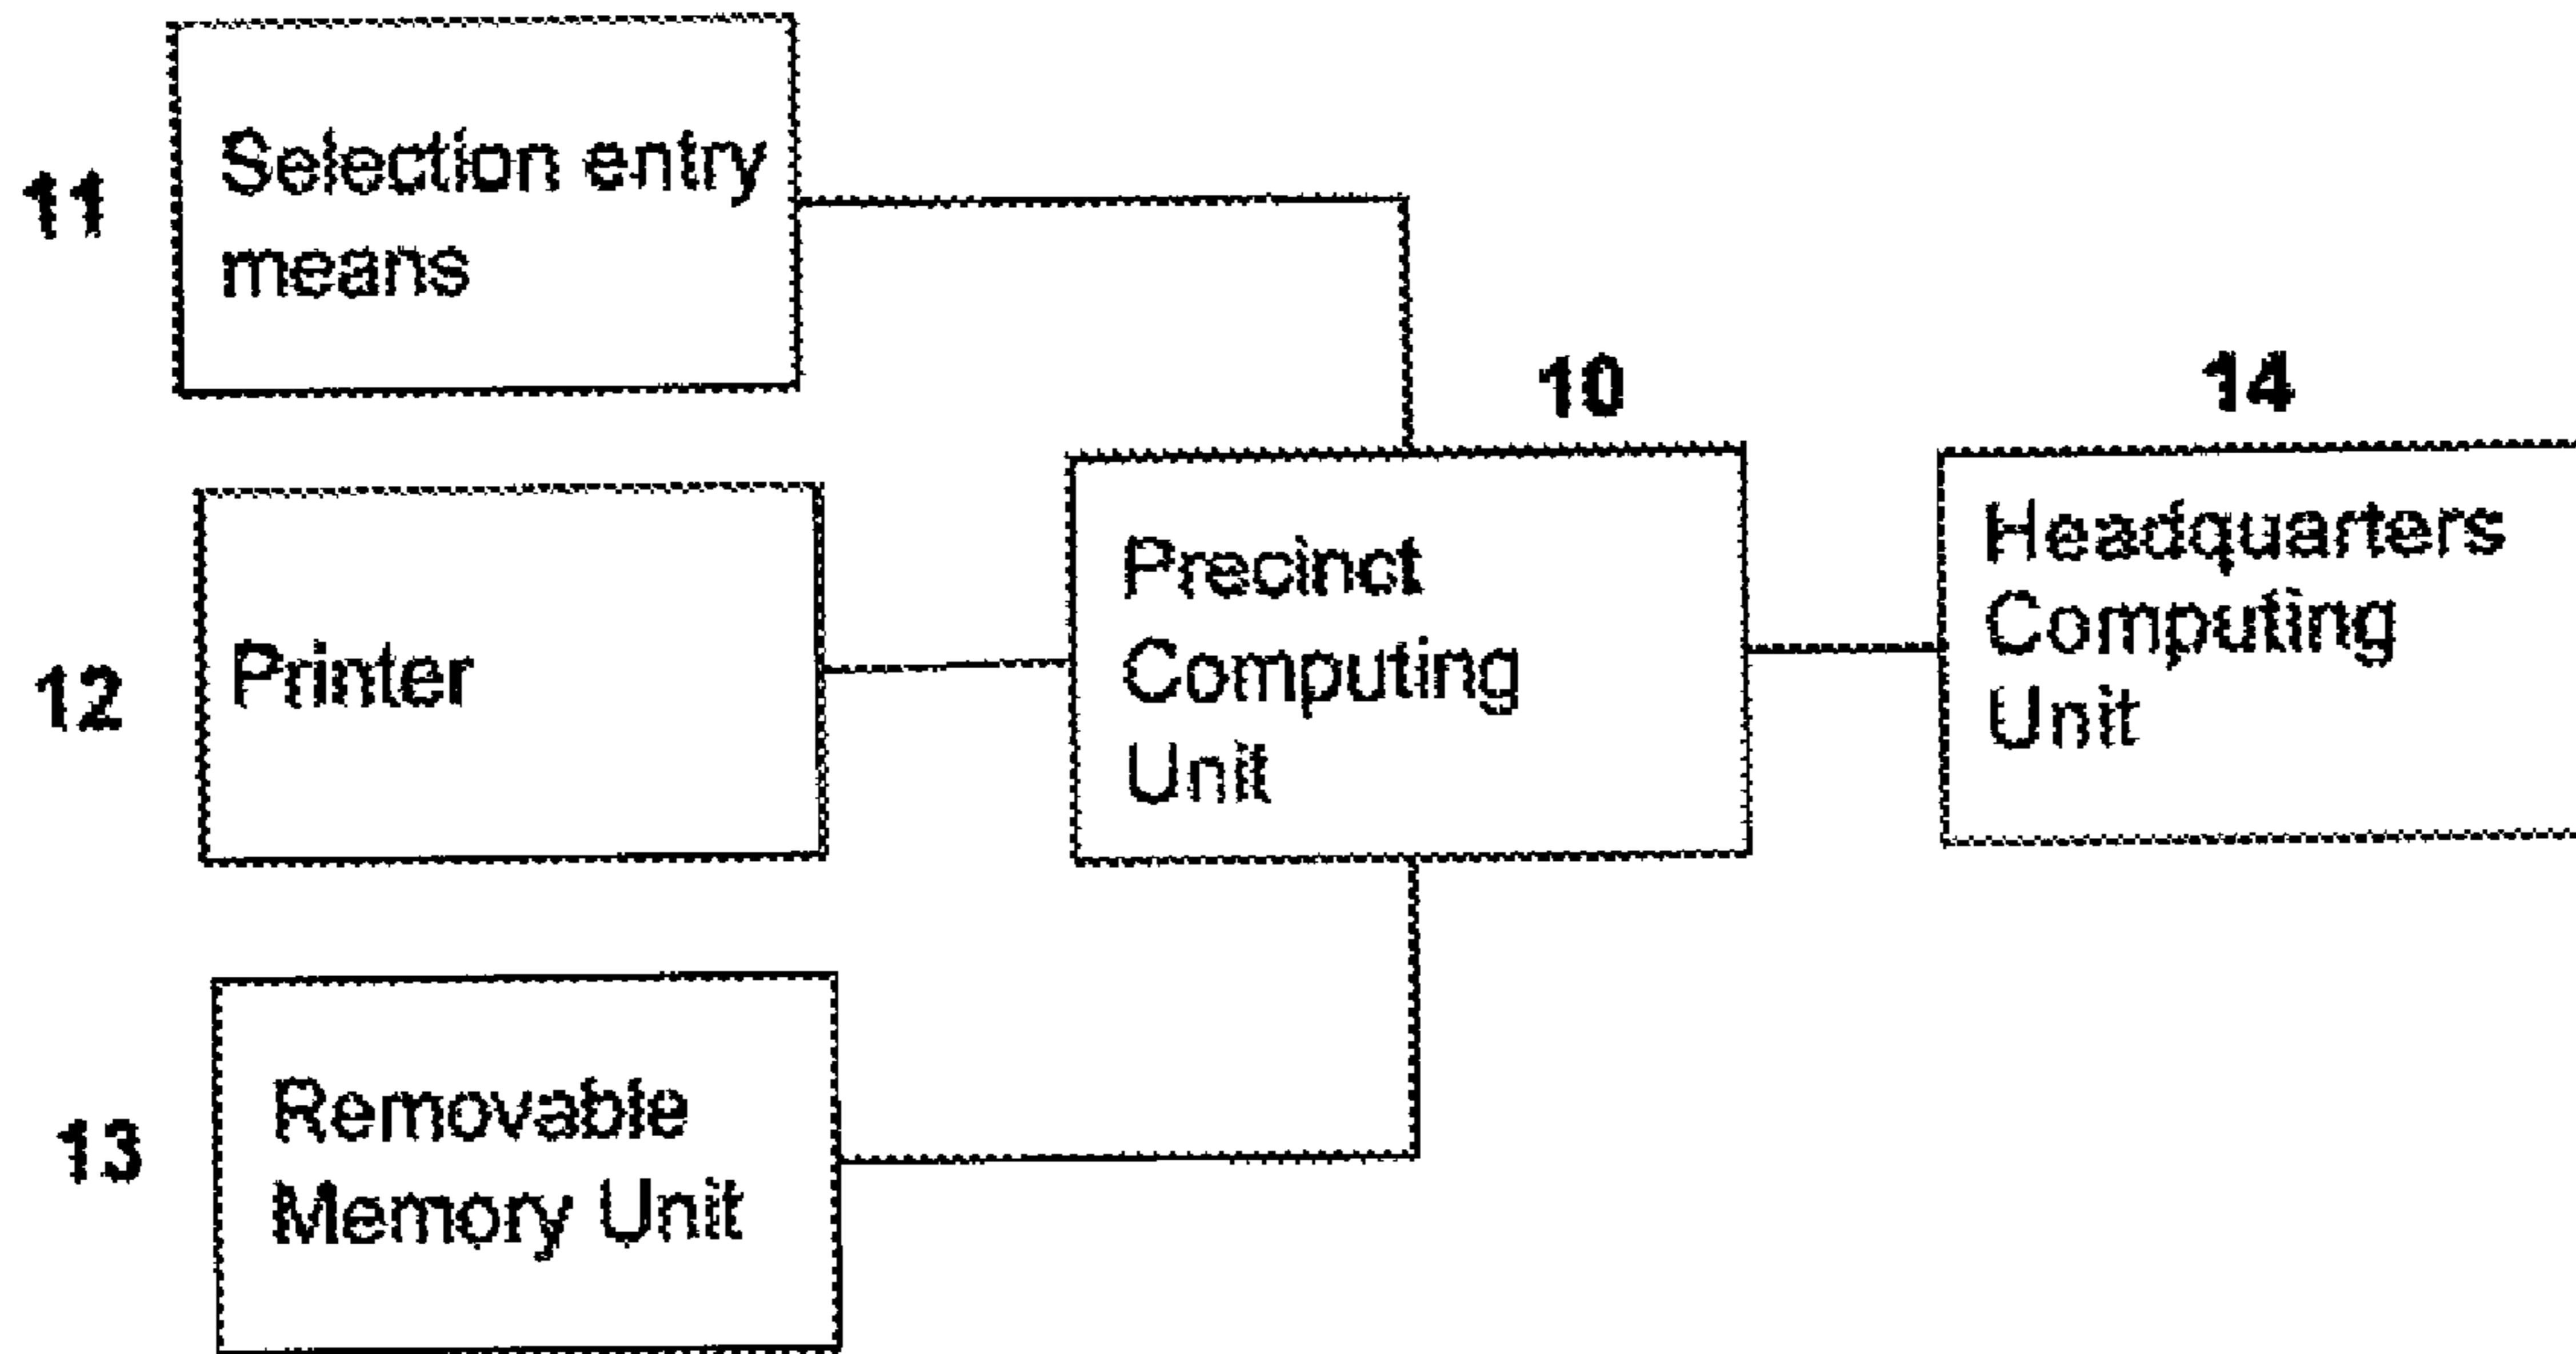 11
Selection entry
means
10
14
12
Printer
Precinct
Computing
Unit
Headquarters
Computing
Unit
13
Removable
Memory Unit